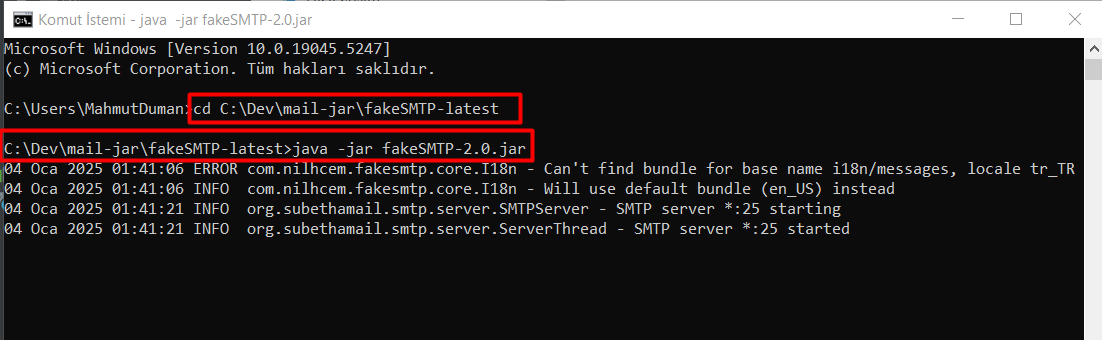 Komut İstemi - java  -jar fakeSMTP-2.0.jar
Microsoft Windows [Version 10.0.19045.5247]
(c) Microsoft Corporation. Tüm hakları saklıdır.
C:\Users\MahmutDuman>cd C:\Dev\mail-jar\fakeSMTP-latest
C:\Dev\mail-jar\fakeSMTP-latest>java -jar fakeSMTP-2.0.jar
04 Oca 2025 01:41:06 ERROR com.nilhcem.fakesmtp.core.I18n - Can't find bundle for base name i18n/messages, locale tr_TR
04 Oca 2025 01:41:06 INFO  com.nilhcem.fakesmtp.core.I18n - Will use default bundle (en_US) instead
04 Oca 2025 01:41:21 INFO  org.subethamail.smtp.server.SMTPServer - SMTP server *:25 starting
04 Oca 2025 01:41:21 INFO  org.subethamail.smtp.server.ServerThread - SMTP server *:25 started